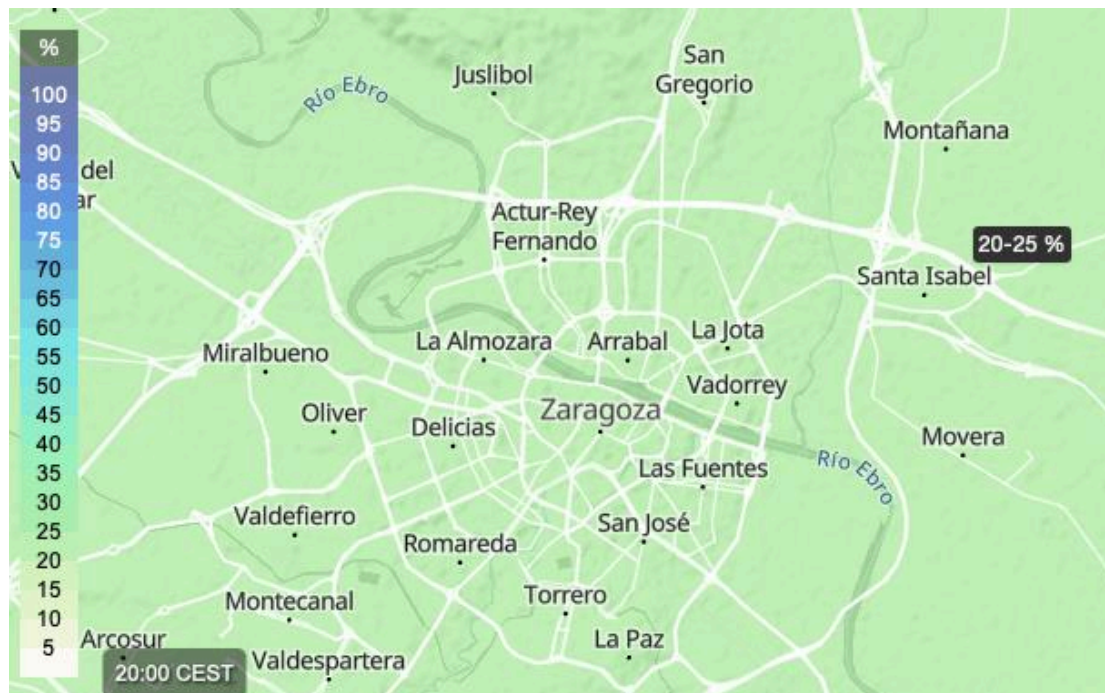 %
100
95
90
85
80
75
70
65
60
55
50
45
40
35
30
25
20
15
10
5
Juslibol
San
Gregorio
Río Ebro
Montañana
del
ar
Actur-Rey
Fernando
20-25 %
Santa Isabel
La Almozara
Arrabal
La Jota
Miralbueno
Vadorrey
Oliver
Zaragoza
Delicias
Movera
Las Fuentes
Río Ebro
Valdefierro
San José
Romareda
Montecanal
Torrero
Arcosur
La Paz
Valdespartera
20:00 CEST